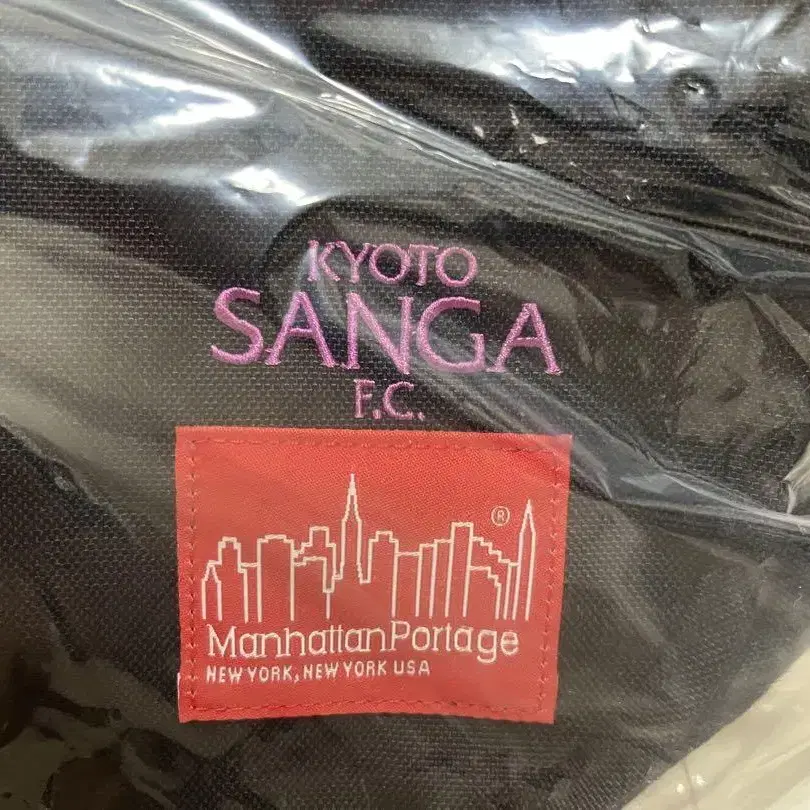 KYOTO
SANGA
F.C.
®
ManhattanPortage
NEW YORK, NEW YORK USA